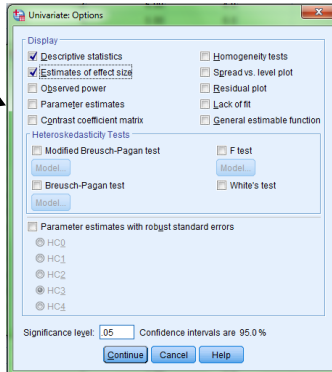 Univariate: Options
Display
Descriptive statistics
Homogeneity tests
Estimates of effect size
Spread vs. level plot
Observed power
Residual plot
Parameter estimates
Lack of fit
Contrast coefficient matrix
General estimable function
Heteroskedasticity Tests
Modified Breusch-Pagan test
F test
Model...
Model...
Breusch-Pagan test
White's test
Model...
Parameter estimates with robust standard errors
HC0
HC1
HC2
HC3
HC4
Significance level: .05 Confidence intervals are 95.0 %
Continue Cancel Help